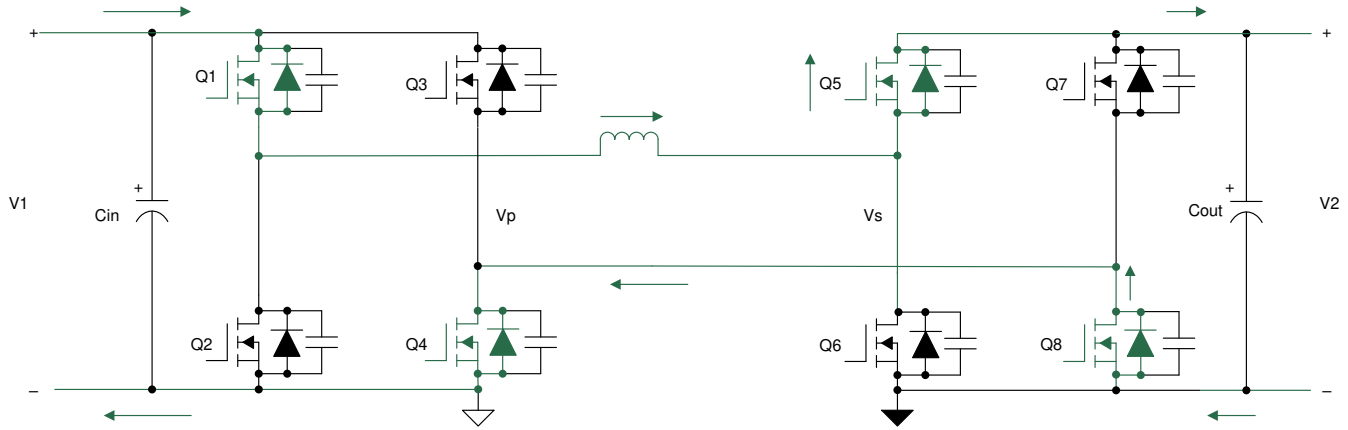 +
+
Q1
Q3
Q5
Q7
+
+
V1
Cin
Vp
Vs
Cout
V2
Q2
Q4
Q6
Q8
–
–